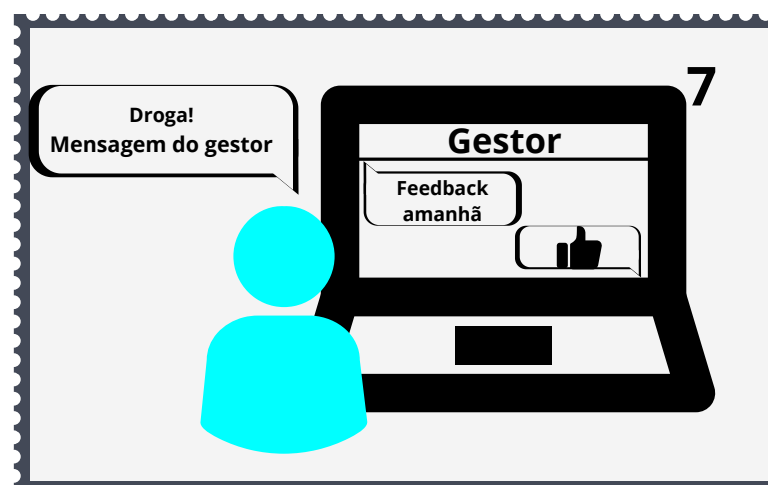 7
Droga!
Mensagem do gestor
Gestor
Feedback
amanhã